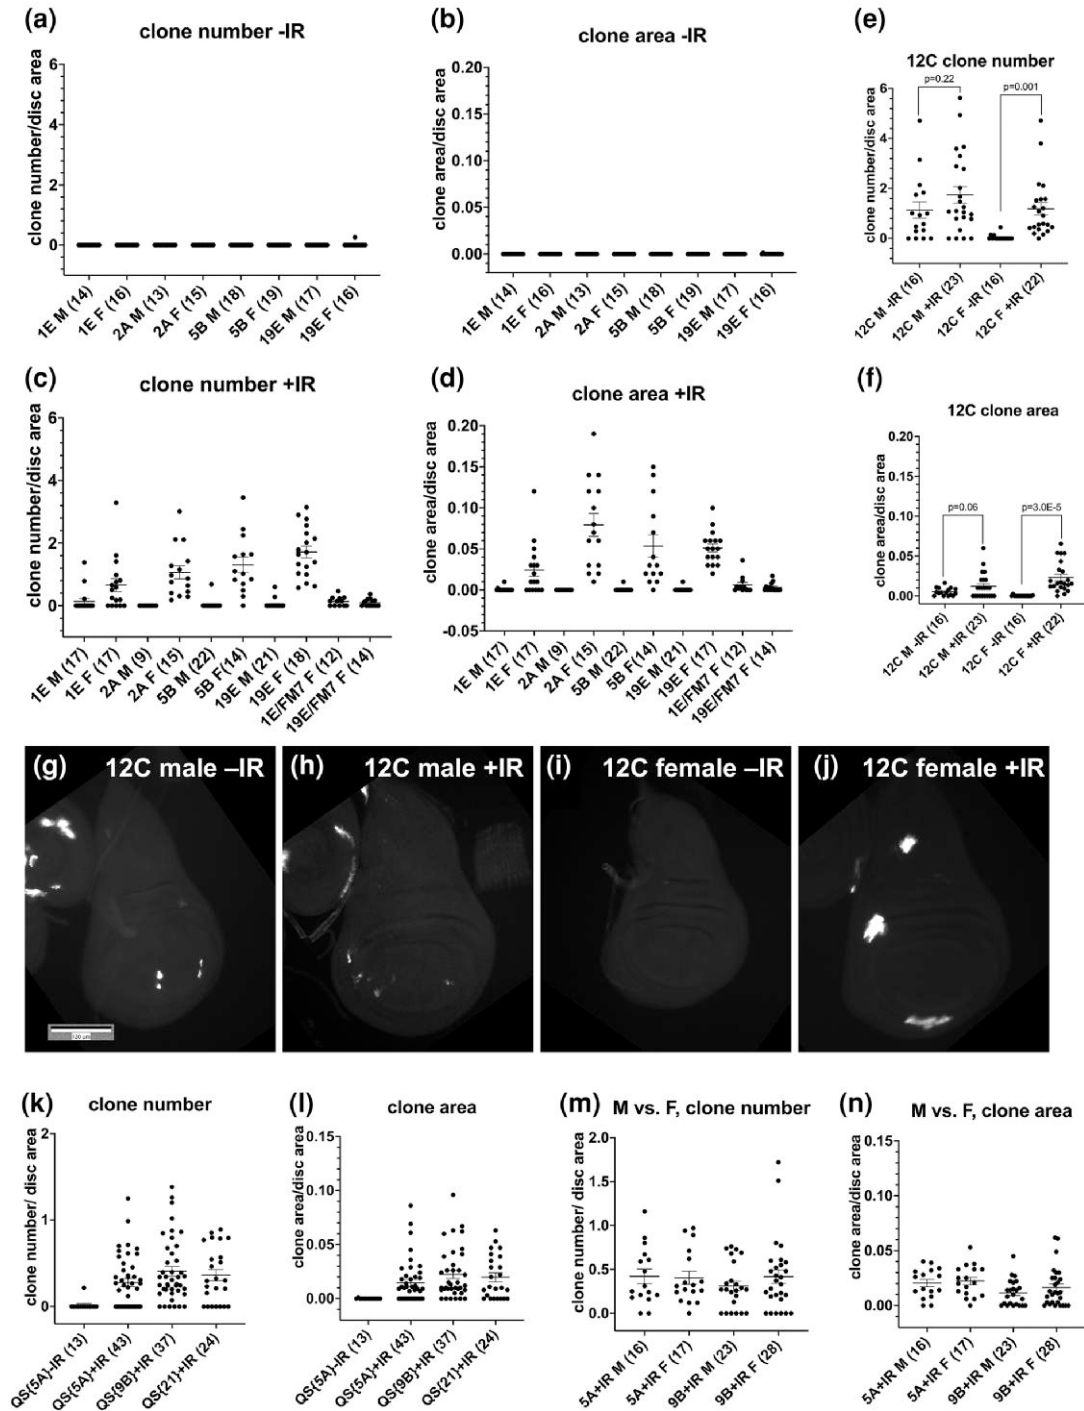 (a)
clone number -IR
clone number/disc area
6
4
2
0
1E M (14)
1E F (16)
2A M (13)
2A F (15)
5B M (18)
5B F (19)
19E M (17)
19E F (16)
(b)
clone area -IR
clone area/disc area
0.20
0.15
0.10
0.05
0.00
1E M (14)
1E F (16)
2A M (13)
2A F (15)
5B M (18)
5B F (19)
19E M (17)
19E F (16)
(e)
12C clone number
clone number/disc area
p=0.22
p=0.001
6
4
2
0
12C M -IR (16)
12C M +IR (23)
12C F -IR (16)
12C F +IR (22)
(c)
clone number +IR
clone number/disc area
6
4
2
0
1E M (17)
1E F (17)
2A M (9)
2A F (15)
5B M (22)
5B F(14)
19E M (21)
19E F (18)
1E/FM7 F (12)
19E/FM7 F (14)
(d)
clone area +IR
clone area/disc area
0.20
0.15
0.10
0.05
0.00
-0.05
1E M (17)
1E F (17)
2A M (9)
2A F (15)
5B M (22)
5B F(14)
19E M (21)
19E F (17)
1E/FM7 F (12)
19E/FM7 F (14)
(f)
12C clone area
clone area/disc area
p=0.06
p=3.0E-5
0.20
0.15
0.10
0.05
0.00
12C M -IR (16)
12C M +IR (23)
12C F -IR (16)
12C F +IR (22)
(g) 12C male –IR
(h) 12C male +IR
(i) 12C female –IR
(j) 12C female +IR
(k)
clone number
clone number/ disc area
2
1
0
QS{5A}-IR (13)
QS{5A}+IR (43)
QS{9B}+IR (37)
QS{21}+IR (24)
(l)
clone area
clone area/disc area
0.15
0.10
0.05
0.00
QS{5A}-IR (13)
QS{5A}+IR (43)
QS{9B}+IR (37)
QS{21}+IR (24)
(m)
M vs. F, clone number
clone number/ disc area
2.0
1.5
1.0
0.5
0.0
5A+IR M (16)
5A+IR F (17)
9B+IR M (23)
9B+IR F (28)
(n)
M vs. F, clone area
clone area/disc area
0.15
0.10
0.05
0.00
5A+IR M (16)
5A+IR F (17)
9B+IR M (23)
9B+IR F (28)